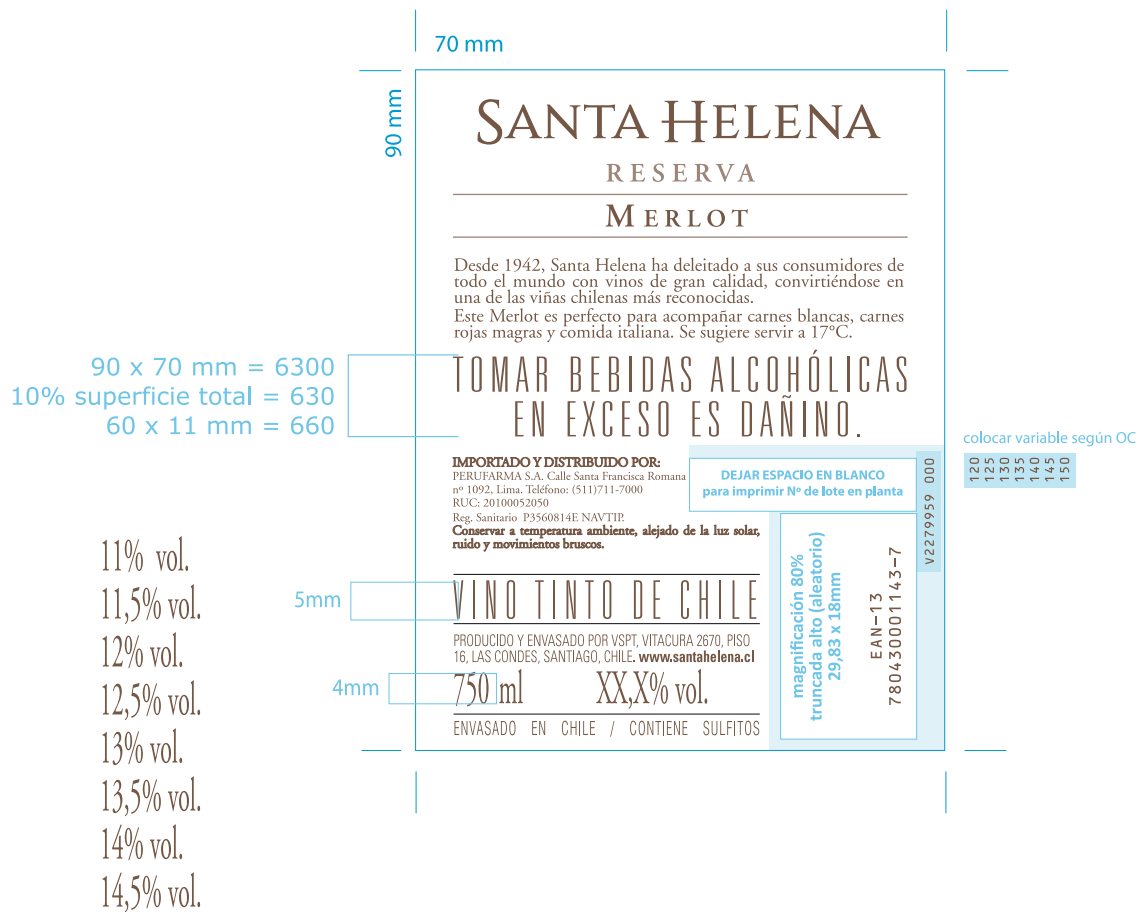 70 mm
90 mm
SANTA HELENA
RESERVA
MERLOT
Desde 1942, Santa Helena ha deleitado a sus consumidores de
todo el mundo con vinos de gran calidad, convirtiéndose en
una de las viñas chilenas más reconocidas.
Este Merlot es perfecto para acompañar carnes blancas, carnes
rojas magras y comida italiana. Se sugiere servir a 17°C.
90 x 70 mm = 6300
10% superficie total = 630
60 x 11 mm = 660
TOMAR BEBIDAS ALCOHÓLICAS
EN EXCESO ES DAÑINO.
IMPORTADO Y DISTRIBUIDO POR:
PERUFARMA S.A. Calle Santa Francisca Romana
nº 1092, Lima. Teléfono: (511)711-7000
RUC: 20100052050
Reg. Sanitario P3560814E NAVTIP.
Conservar a temperatura ambiente, alejado de la luz solar,
ruido y movimientos bruscos.
DEJAR ESPACIO EN BLANCO
para imprimir Nº de lote en planta
V2279959 000
colocar variable según OC
120
125
130
135
140
145
150
5mm
VINO TINTO DE CHILE
PRODUCIDO Y ENVASADO POR VSPT, VITACURA 2670, PISO
16, LAS CONDES, SANTIAGO, CHILE. www.santahelena.cl
4mm
750 ml XX,X% vol.
ENVASADO EN CHILE / CONTIENE SULFITOS
magnificación 80%
truncada alto (aleatorio)
29,83 x 18mm
EAN-13
780430001143-7
11% vol.
11,5% vol.
12% vol.
12,5% vol.
13% vol.
13,5% vol.
14% vol.
14,5% vol.